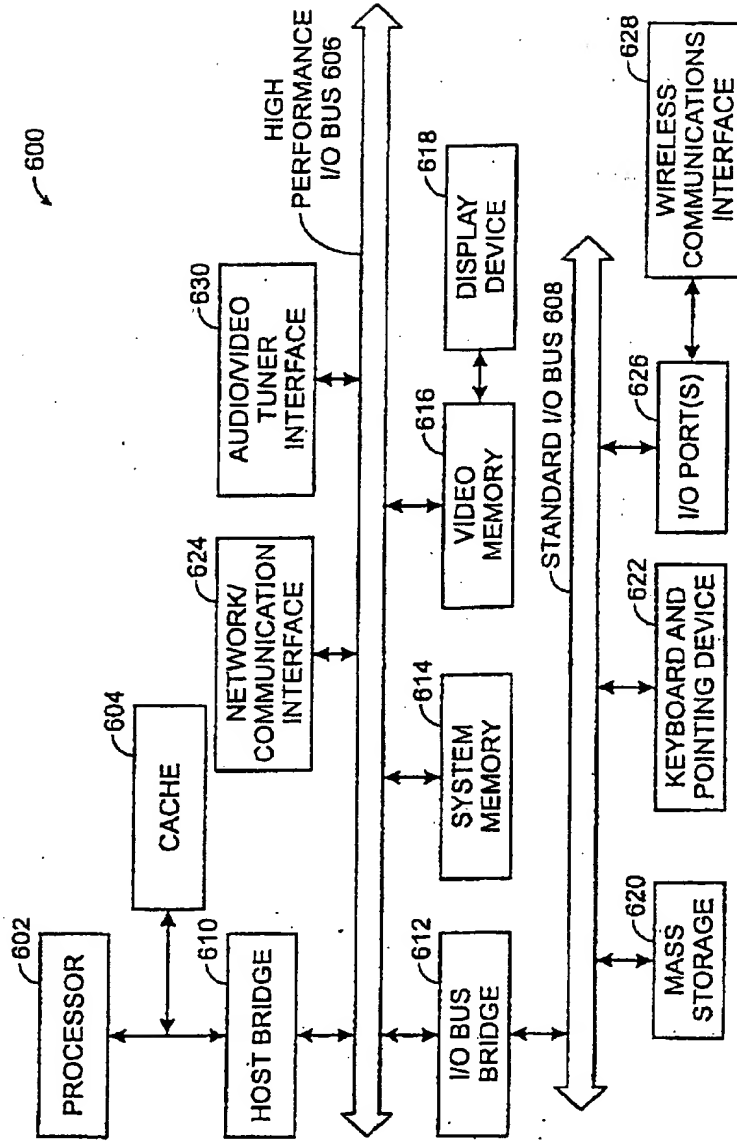 600
602
PROCESSOR
604
CACHE
610
HOST BRIDGE
624
NETWORK/
COMMUNICATION
INTERFACE
630
AUDIO/VIDEO
TUNER
INTERFACE
HIGH
PERFORMANCE
I/O BUS 606
612
I/O BUS
BRIDGE
614
SYSTEM
MEMORY
616
VIDEO
MEMORY
618
DISPLAY
DEVICE
STANDARD I/O BUS 608
620
MASS
STORAGE
622
KEYBOARD AND
POINTING DEVICE
626
I/O PORT(S)
628
WIRELESS
COMMUNICATIONS
INTERFACE